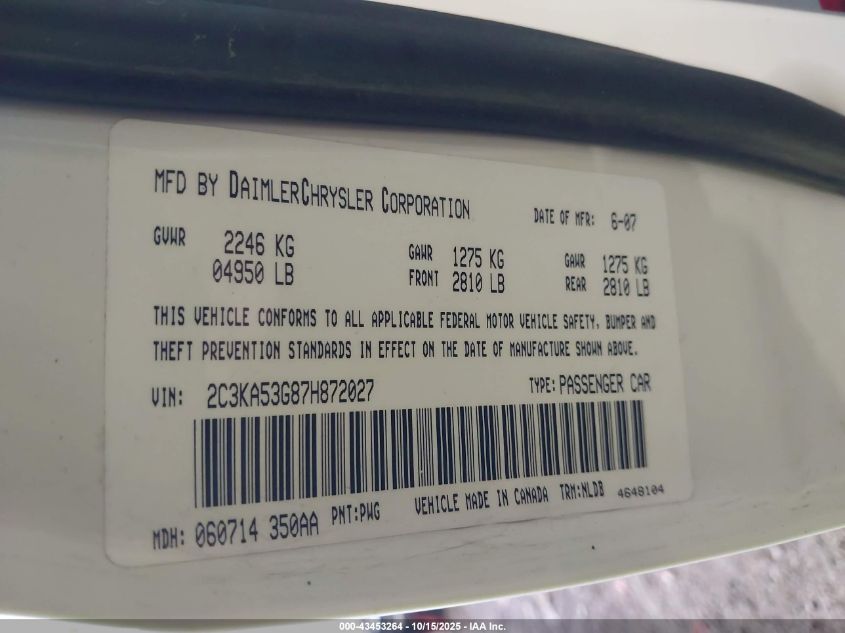 MFD BY DAIMLERCHRYSLER CORPORATION DATE OF MFR: 6-07
GVWR 2246 KG GAWR 1275 KG GAWR 1275 KG
04950 LB FRONT 2810 LB REAR 2810 LB
THIS VEHICLE CONFORMS TO ALL APPLICABLE FEDERAL MOTOR VEHICLE SAFETY, BUMPER AND
THEFT PREVENTION STANDARDS IN EFFECT ON THE DATE OF MANUFACTURE SHOWN ABOVE.
VIN: 2C3KA53G87H872027 TYPE: PASSENGER CAR
MDH: 060714 350AA PNT:PWG VEHICLE MADE IN CANADA TRM:NLDB 4648104
000-43453264 - 10/15/2025 - IAA Inc.